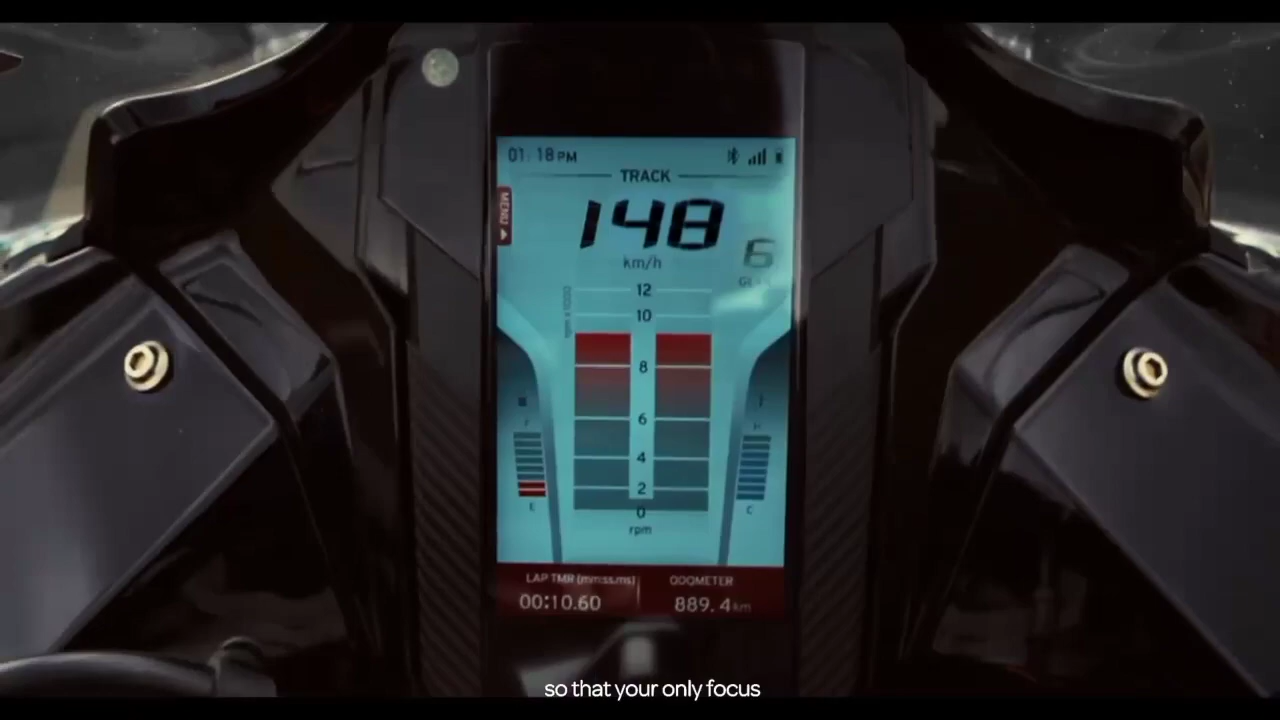 01:18 PM
TRACK
MENU
148
km/h
6
12
10
8
6
4
2
0
rpm
F
E
H
C
LAP TMR (mm:ss:ms)
00:10.60
ODOMETER
889.4 km
so that your only focus